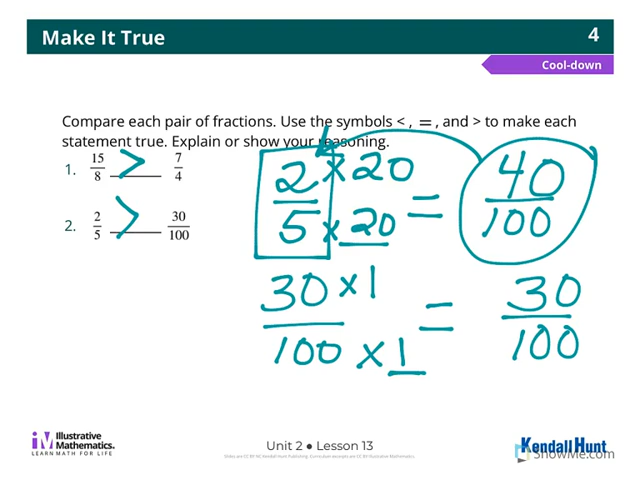 Make It True
4
Cool-down
Compare each pair of fractions. Use the symbols <, =, and > to make each
statement true. Explain or show your reasoning.
1. 15/8 > 7/4
2. 2/5 > 30/100
2/5 × 20/× 20 = 40/100
30/100 × 1/× 1 = 30/100
iM Illustrative Mathematics.
LEARN MATH FOR LIFE
Unit 2 ● Lesson 13
Kendall Hunt
ShowMe.com